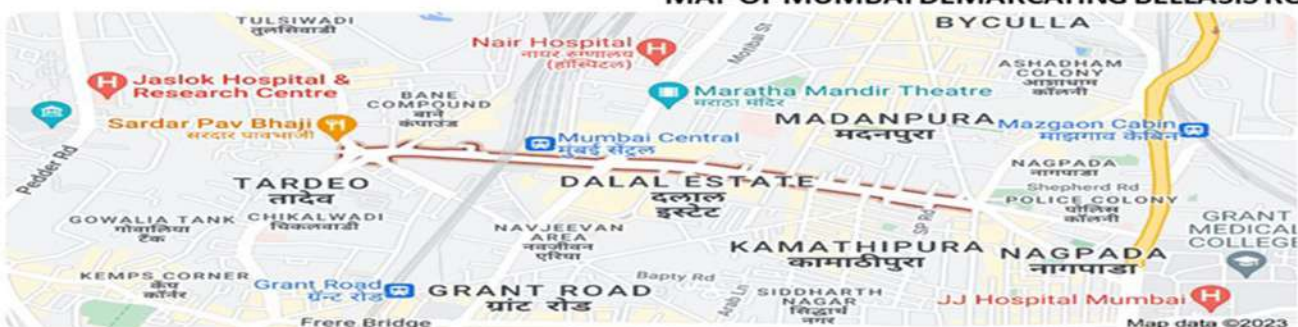 MAP OF MUMBAI DEMARCATING BELLASIS RO
TULSIWADI
तुलसिवाडी
BYCULLA
Nair Hospital
नायर रुग्णालय
(हॉस्पिटल)
ASHADHAM
COLONY
आशाधाम
कॉलनी
Jaslok Hospital &
Research Centre
BANE
COMPOUND
बाने
कंपाउंड
Maratha Mandir Theatre
मराठा मंदिर
MADANPURA
मदनपुरा
Sardar Pav Bhaji
सरदार पावभाजी
Mumbai Central
मुंबई सेंट्रल
Mazgaon Cabin
माझगाव केबिन
Pedder Rd
NAGPADA
नागपाडा
TARDEO
तादेव
DALAL ESTATE
दलाल
इस्टेट
Shepherd Rd
POLICE COLONY
पोलिस
कॉलनी
GOWALIA TANK
गोवालिया
टैंक
CHIKALWADI
चिकलवाडी
NAVJEEVAN
AREA
नवजीवन
एरिया
SP Rd
GRANT
MEDICAL
COLLEGE
KAMATHIPURA
कामाठीपुरा
NAGPADA
नागपाडा
KEMPS CORNER
केंप
कॉर्नर
Grant Road
ग्रॅन्ट रोड
GRANT ROAD
ग्रांट रोड
Bapty Rd
Arab Ln
SIDDHARTH
NAGAR
सिद्धार्थ
नगर
JJ Hospital Mumbai
Frere Bridge
Map data ©2023